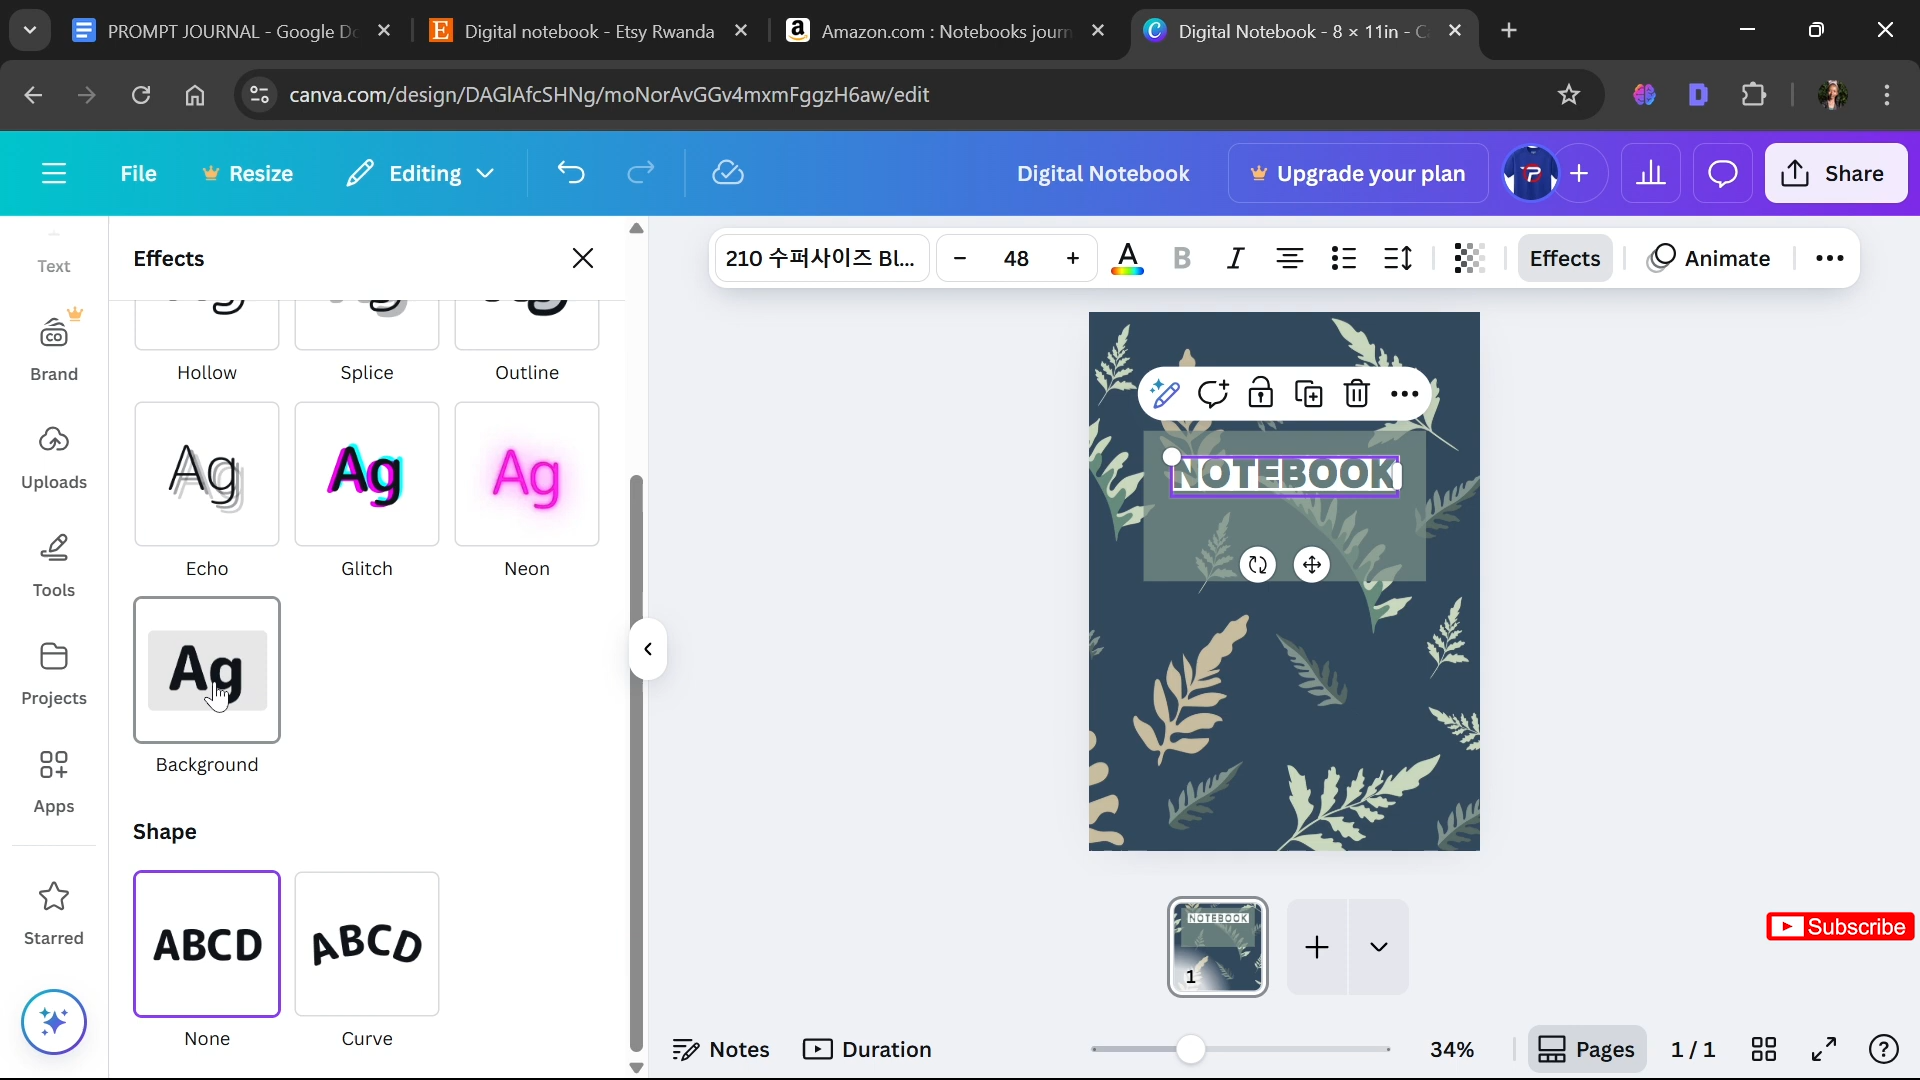 PROMPT JOURNAL - Google Dc
Digital notebook - Etsy Rwanda
Amazon.com : Notebooks journ
Digital Notebook - 8 × 11in - C
canva.com/design/DAGlAfcSHNg/moNorAvGGv4mxmFggzH6aw/edit
File
Resize
Editing
Digital Notebook
Upgrade your plan
Share
Text
Brand
Uploads
Tools
Projects
Apps
Starred
Effects
Hollow
Splice
Outline
Ag
Ag
Ag
Echo
Glitch
Neon
Ag
Background
Shape
ABCD
ABCD
None
Curve
210 수퍼사이즈 Bl...
48
A
B
I
Effects
Animate
NOTEBOOK
NOTEBOOK
1
Subscribe
Notes
Duration
34%
Pages
1 / 1